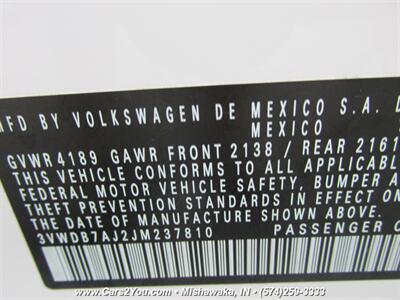 MFD BY VOLKSWAGEN DE MEXICO S.A.
MEXICO
GVWR 4189 GAWR FRONT 2138 / REAR 2161
THIS VEHICLE CONFORMS TO ALL APPLICABLE
FEDERAL MOTOR VEHICLE SAFETY, BUMPER A
THEFT PREVENTION STANDARDS IN EFFECT ON
THE DATE OF MANUFACTURE SHOWN ABOVE
3VWDB7AJ2JM237810 PASSENGER C
www.Cars2You.com - Mishawaka, IN - (574)259-3333